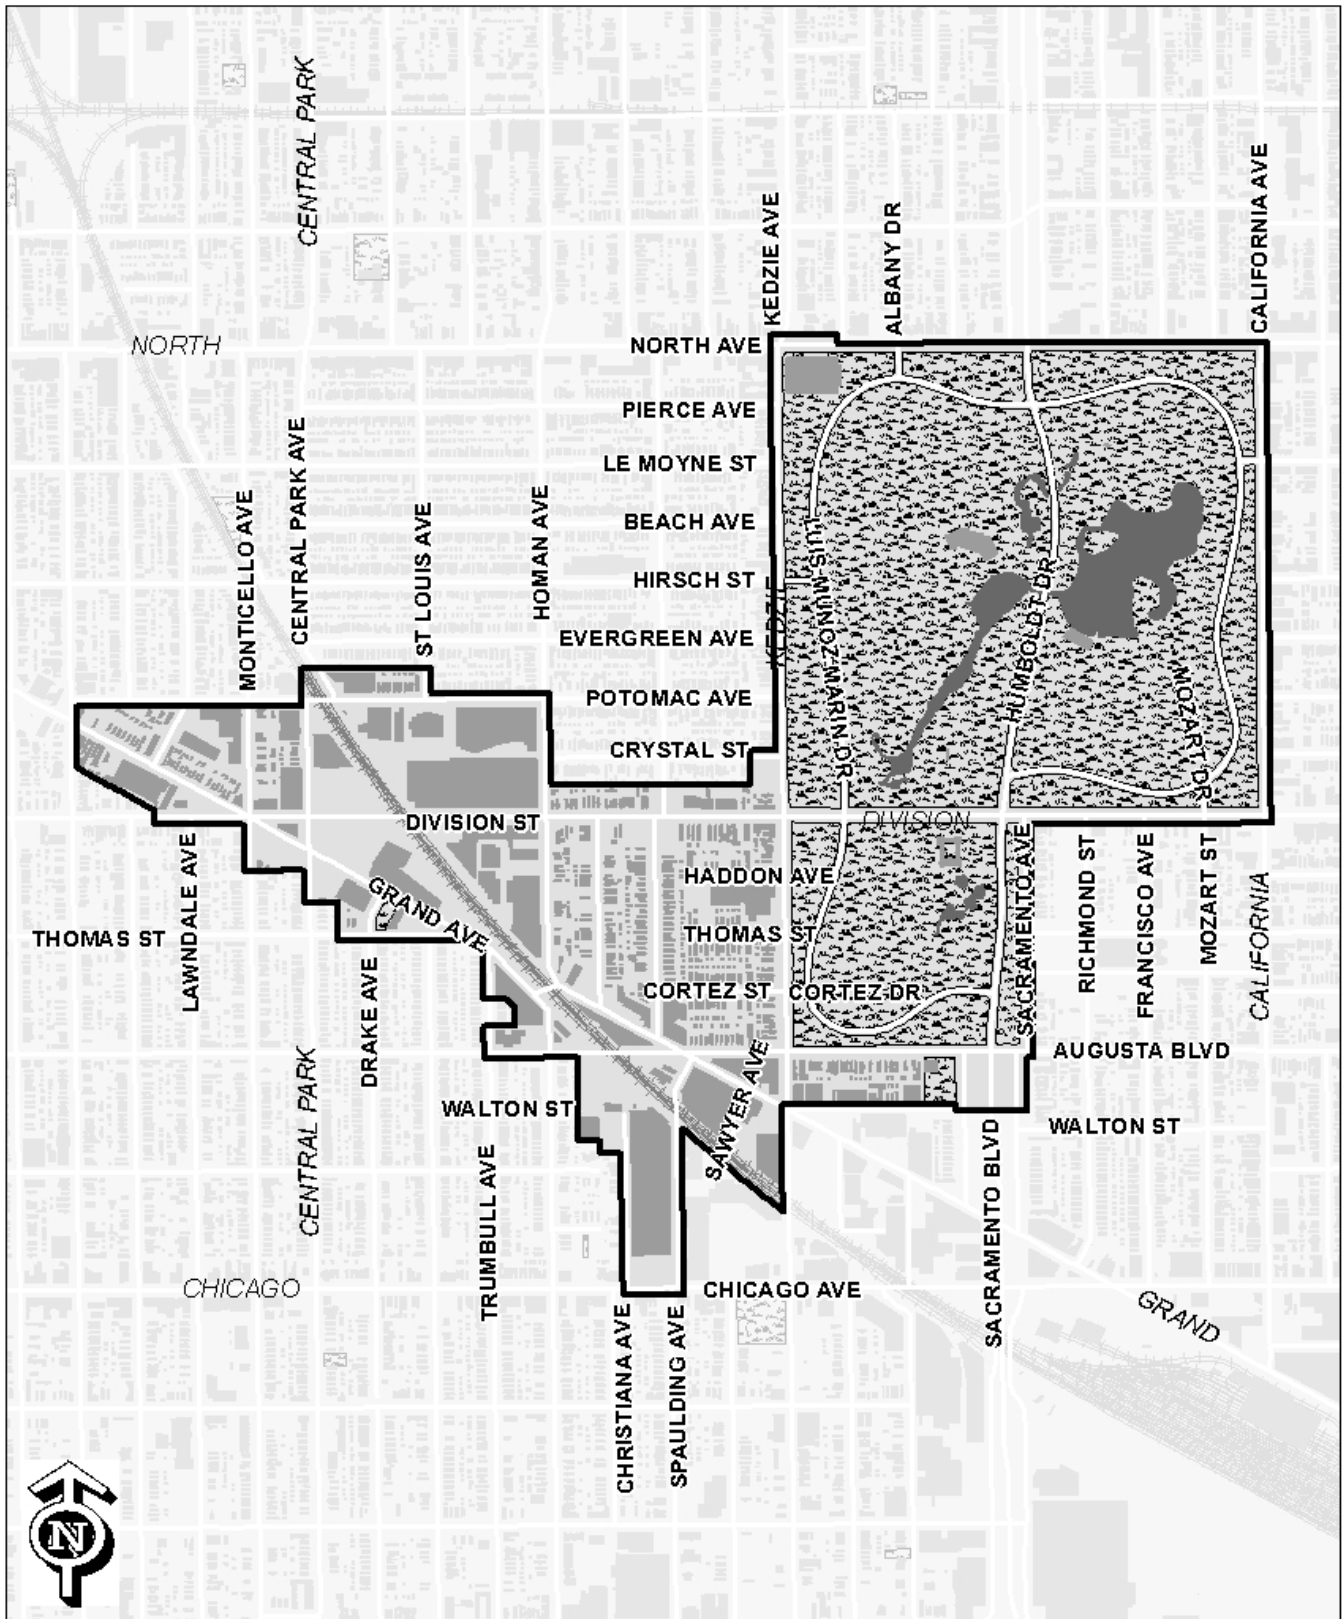 CENTRAL PARK
KEDZIE AVE
ALBANY DR
CALIFORNIA AVE
NORTH
NORTH AVE
PIERCE AVE
CENTRAL PARK AVE
LE MOYNE ST
MONTICELLO AVE
ST LOUIS AVE
HOMAN AVE
BEACH AVE
HIRSCH ST
KEDZIE
LUIS MUNOZ MARIN DR
HUMBOLDT DR
EVERGREEN AVE
POTOMAC AVE
MOZART DR
CRYSTAL ST
DIVISION ST
DIVISION
LAWNDALE AVE
GRAND AVE
HADDON AVE
SACRAMENTO AVE
RICHMOND ST
FRANCISCO AVE
MOZART ST
CALIFORNIA
THOMAS ST
THOMAS ST
DRAKE AVE
CORTEZ ST
CORTEZ DR
AUGUSTA BLVD
CENTRAL PARK
WALTON ST
SAWYER AVE
WALTON ST
TRUMBULL AVE
SACRAMENTO BLVD
CHICAGO
CHICAGO AVE
GRAND
CHRISTIANA AVE
SPAULDING AVE
N